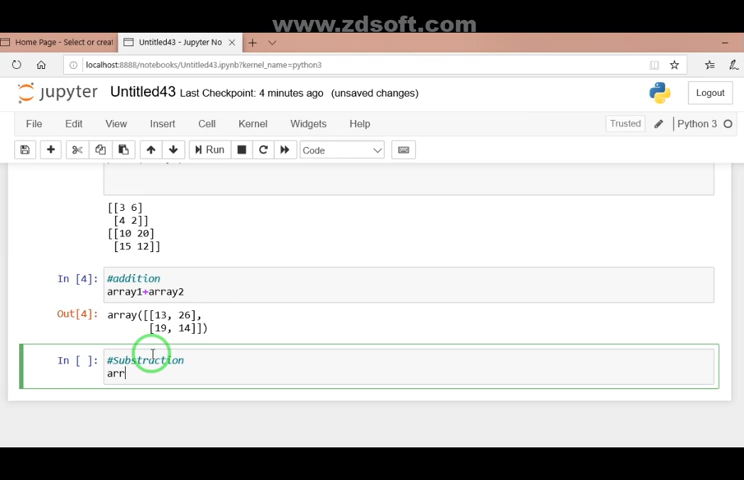 www.zdsoft.com
Home Page - Select or creat
Untitled43 - Jupyter No
localhost:8888/notebooks/Untitled43.ipynb?kernel_name=python3
jupyter Untitled43 Last Checkpoint: 4 minutes ago (unsaved changes)
Logout
File Edit View Insert Cell Kernel Widgets Help
Trusted
Python 3
Run
Code
[[3 6]
[4 2]]
[[10 20]
[15 12]]
In [4]: #addition
array1+array2
Out[4]: array([[13, 26],
[19, 14]])
In [ ]: #Substraction
arr